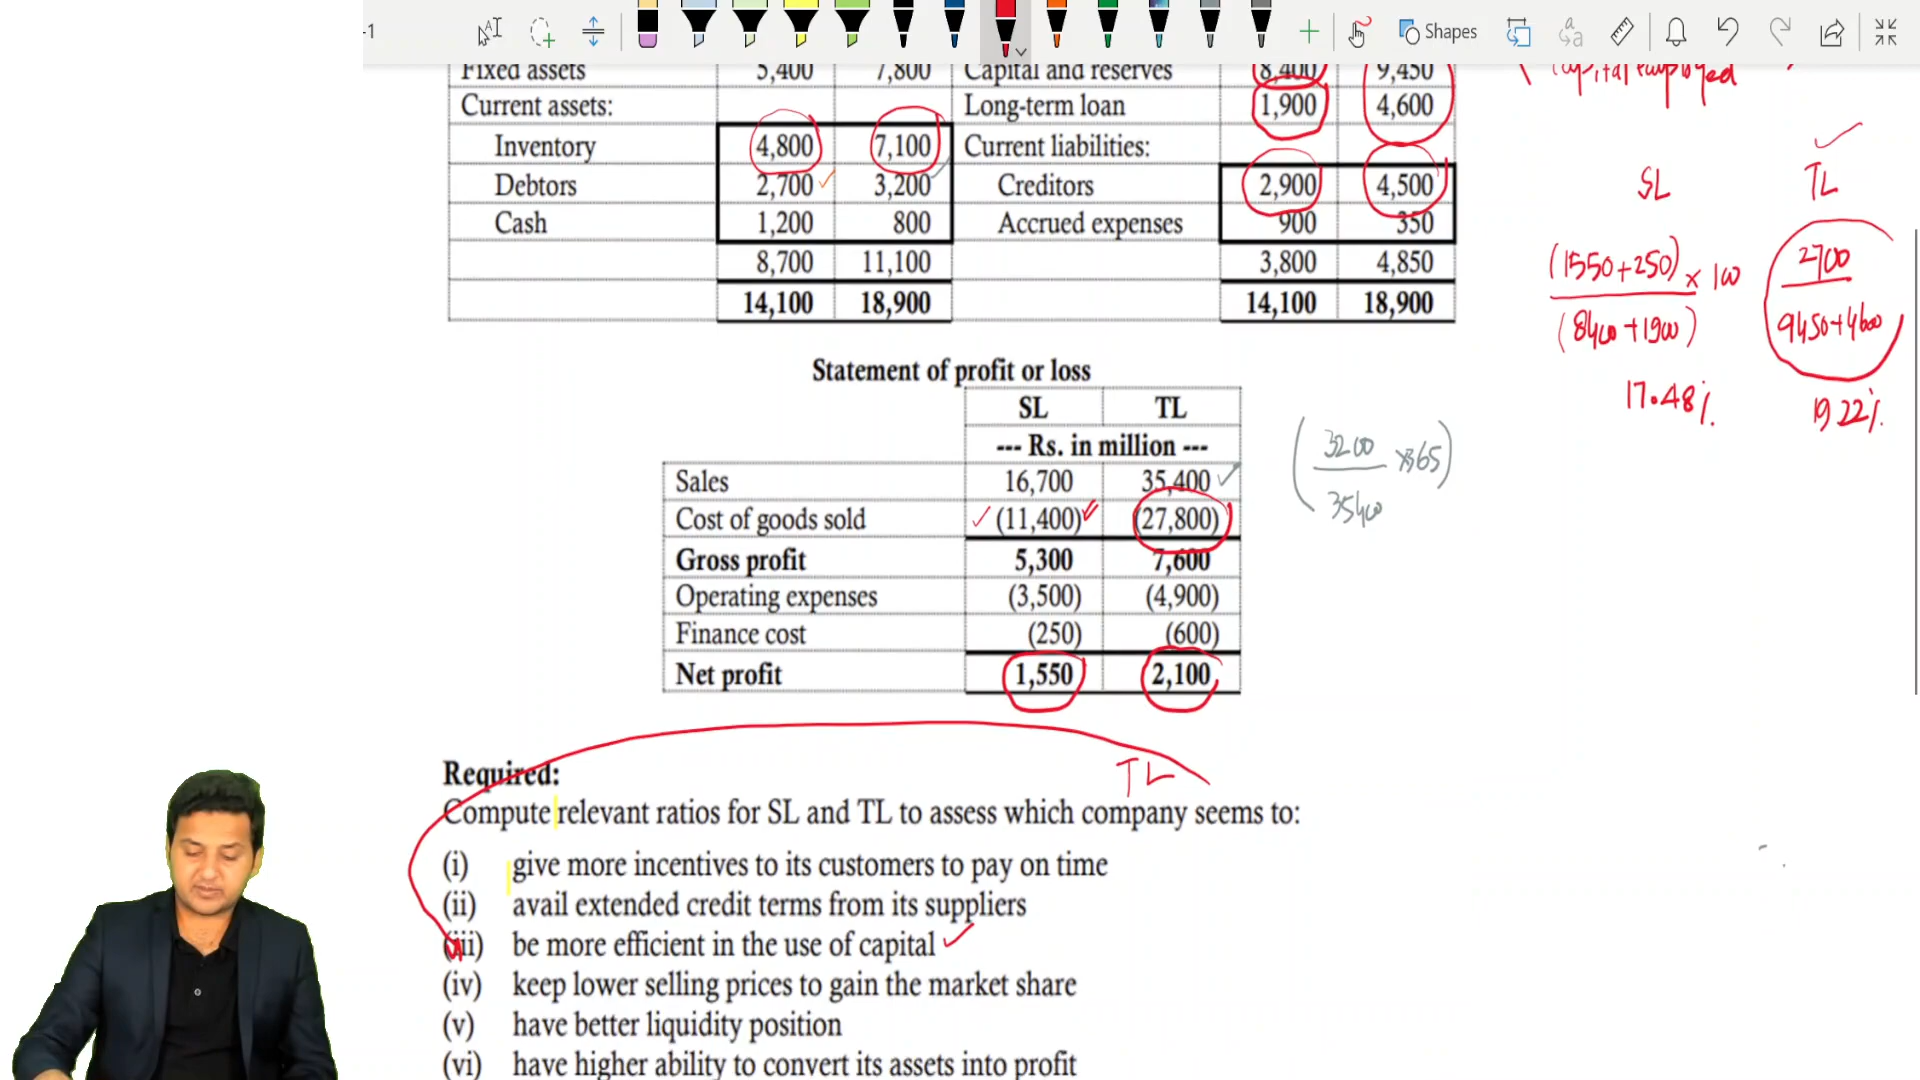 -1
Shapes
Fixed assets 5,400 7,800 Capital and reserves 8,400 9,450
Current assets: Long-term loan 1,900 4,600
Inventory 4,800 7,100 Current liabilities:
Debtors 2,700 3,200 Creditors 2,900 4,500
Cash 1,200 800 Accrued expenses 900 350
8,700 11,100 3,800 4,850
14,100 18,900 14,100 18,900
Capital employed
SL TL
(1550+250) x 100
(8400+1900)
17.48%
2700
9450+4600
19.22%
Statement of profit or loss
SL TL
--- Rs. in million ---
Sales 16,700 35,400
Cost of goods sold (11,400) (27,800)
Gross profit 5,300 7,600
Operating expenses (3,500) (4,900)
Finance cost (250) (600)
Net profit 1,550 2,100
(3200 x365)
35400
Required:
TL
Compute relevant ratios for SL and TL to assess which company seems to:
(i) give more incentives to its customers to pay on time
(ii) avail extended credit terms from its suppliers
(iii) be more efficient in the use of capital
(iv) keep lower selling prices to gain the market share
(v) have better liquidity position
(vi) have higher ability to convert its assets into profit